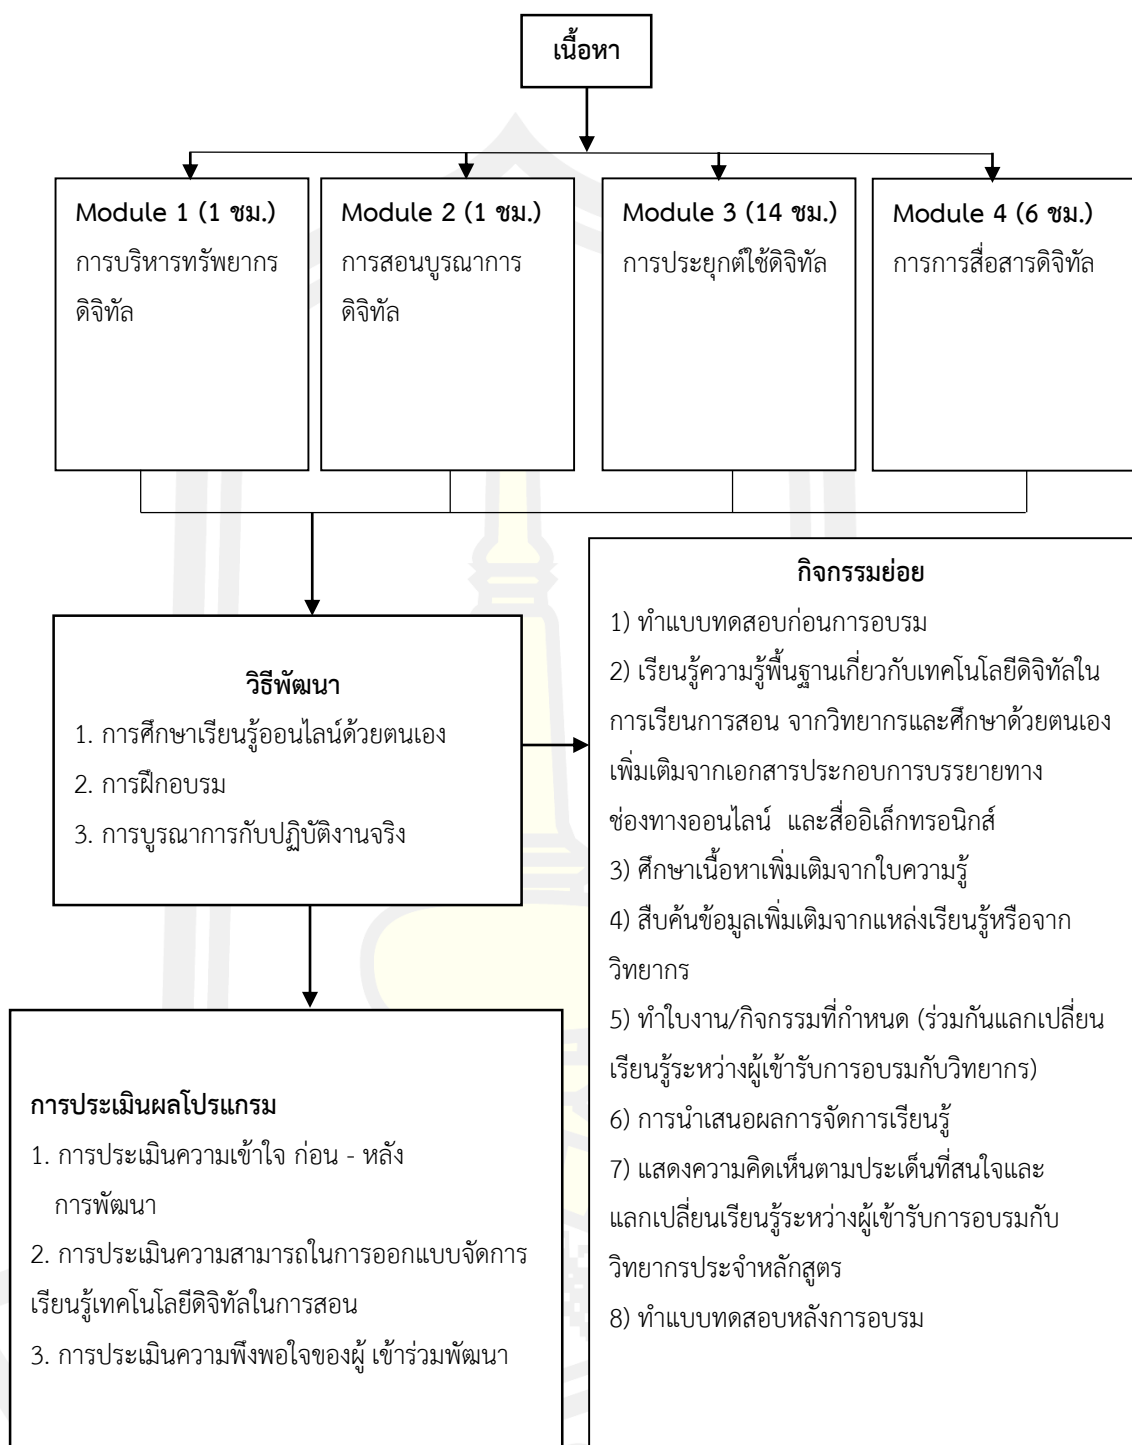 เนื้อหา
Module 1 (1 ชม.)
การบริหารทรัพยากร
ดิจิทัล
Module 2 (1 ชม.)
การสอนบูรณาการ
ดิจิทัล
Module 3 (14 ชม.)
การประยุกต์ใช้ดิจิทัล
Module 4 (6 ชม.)
การการสื่อสารดิจิทัล
วิธีพัฒนา
1. การศึกษาเรียนรู้ออนไลน์ด้วยตนเอง
2. การฝึกอบรม
3. การบูรณาการกับปฏิบัติงานจริง
กิจกรรมย่อย
1) ทำแบบทดสอบก่อนการอบรม
2) เรียนรู้ความรู้พื้นฐานเกี่ยวกับเทคโนโลยีดิจิทัลใน
การเรียนการสอน จากวิทยากรและศึกษาด้วยตนเอง
เพิ่มเติมจากเอกสารประกอบการบรรยายทาง
ช่องทางออนไลน์ และสื่ออิเล็กทรอนิกส์
3) ศึกษาเนื้อหาเพิ่มเติมจากใบความรู้
4) สืบค้นข้อมูลเพิ่มเติมจากแหล่งเรียนรู้หรือจาก
วิทยากร
5) ทำใบงาน/กิจกรรมที่กำหนด (ร่วมกันแลกเปลี่ยน
เรียนรู้ระหว่างผู้เข้ารับการอบรมกับวิทยากร)
6) การนำเสนอผลการจัดการเรียนรู้
7) แสดงความคิดเห็นตามประเด็นที่สนใจและ
แลกเปลี่ยนเรียนรู้ระหว่างผู้เข้ารับการอบรมกับ
วิทยากรประจำหลักสูตร
8) ทำแบบทดสอบหลังการอบรม
การประเมินผลโปรแกรม
1. การประเมินความเข้าใจ ก่อน - หลัง
การพัฒนา
2. การประเมินความสามารถในการออกแบบจัดการ
เรียนรู้เทคโนโลยีดิจิทัลในการสอน
3. การประเมินความพึงพอใจของผู้ เข้าร่วมพัฒนา